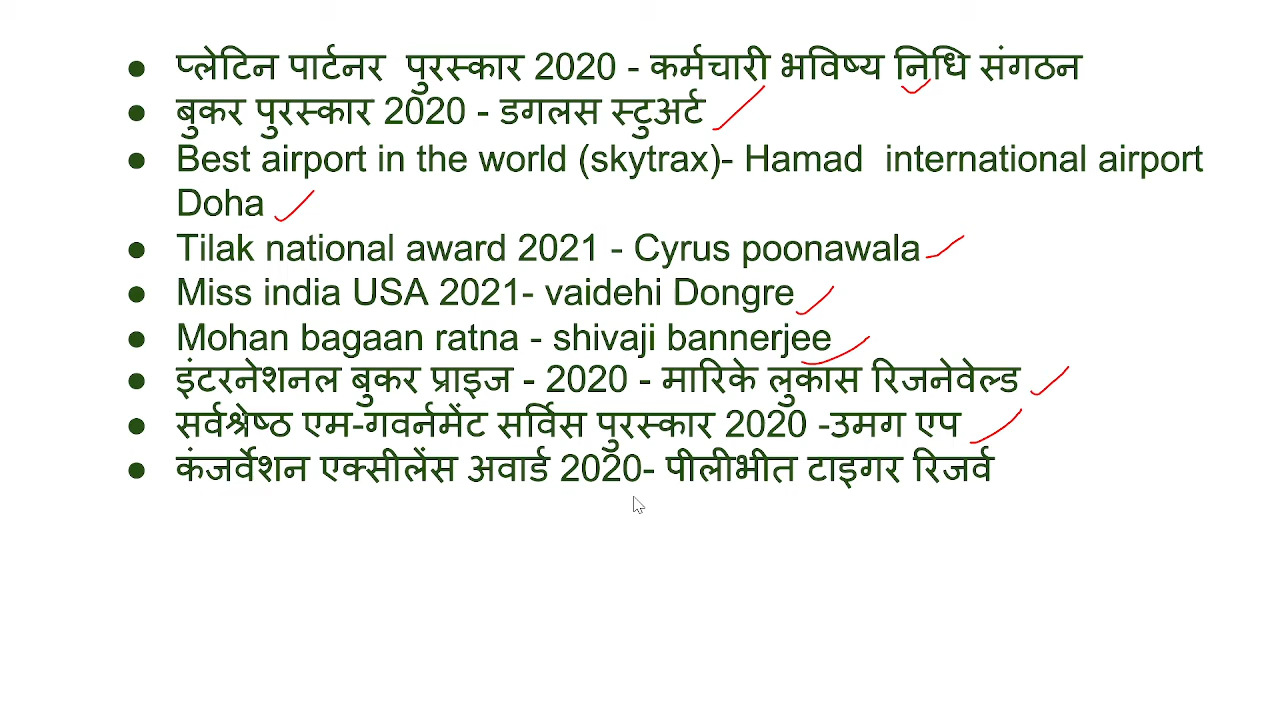 ● प्लेटिन पार्टनर पुरस्कार 2020 - कर्मचारी भविष्य निधि संगठन
● बुकर पुरस्कार 2020 - डगलस स्टुअर्ट
● Best airport in the world (skytrax)- Hamad international airport
Doha
● Tilak national award 2021 - Cyrus poonawala
● Miss india USA 2021- vaidehi Dongre
● Mohan bagaan ratna - shivaji bannerjee
● इंटरनेशनल बुकर प्राइज - 2020 - मारिके लुकास रिजनेवेल्ड
● सर्वश्रेष्ठ एम-गवर्नमेंट सर्विस पुरस्कार 2020 -उमग एप
● कंजर्वेशन एक्सीलेंस अवार्ड 2020- पीलीभीत टाइगर रिजर्व